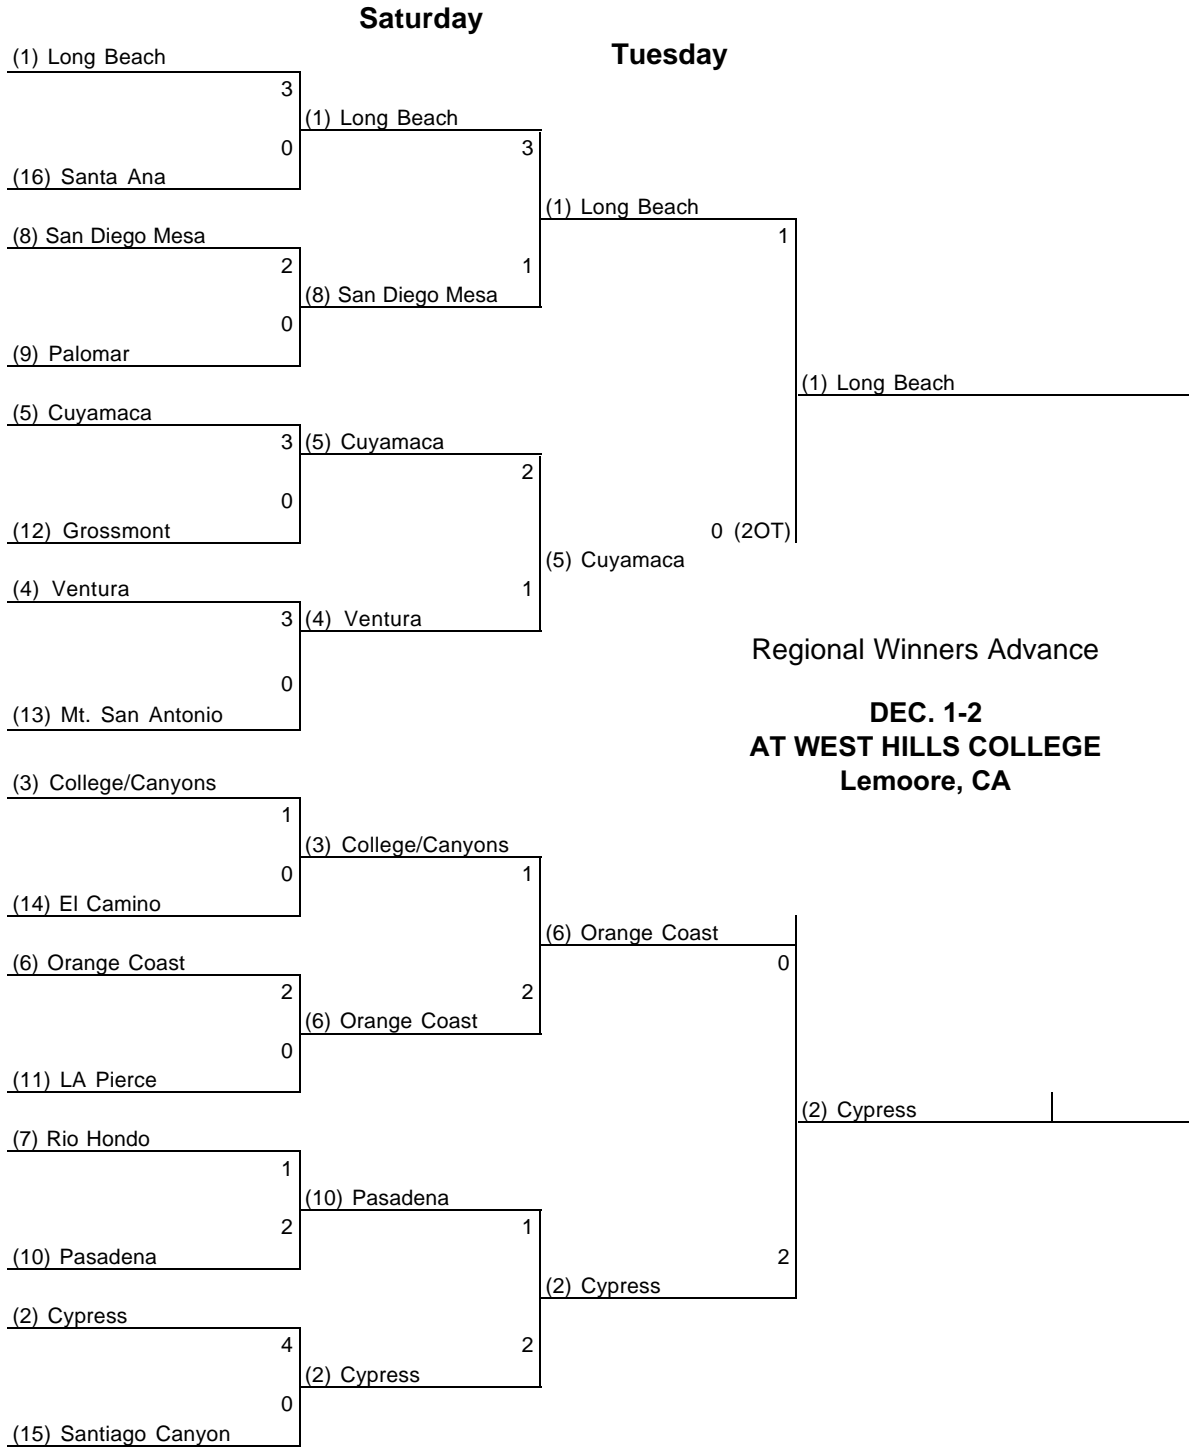 Saturday
Tuesday
(1) Long Beach
3
(1) Long Beach
0
3
(16) Santa Ana
(1) Long Beach
(8) San Diego Mesa
1
2
1
(8) San Diego Mesa
0
(9) Palomar
(1) Long Beach
(5) Cuyamaca
3
(5) Cuyamaca
2
0
(12) Grossmont
0 (2OT)
(5) Cuyamaca
(4) Ventura
1
3
(4) Ventura
Regional Winners Advance
0
(13) Mt. San Antonio
DEC. 1-2
AT WEST HILLS COLLEGE
Lemoore, CA
(3) College/Canyons
1
(3) College/Canyons
0
1
(14) El Camino
(6) Orange Coast
(6) Orange Coast
0
2
2
(6) Orange Coast
0
(11) LA Pierce
(2) Cypress
(7) Rio Hondo
1
(10) Pasadena
2
1
(10) Pasadena
2
(2) Cypress
(2) Cypress
4
2
(2) Cypress
0
(15) Santiago Canyon